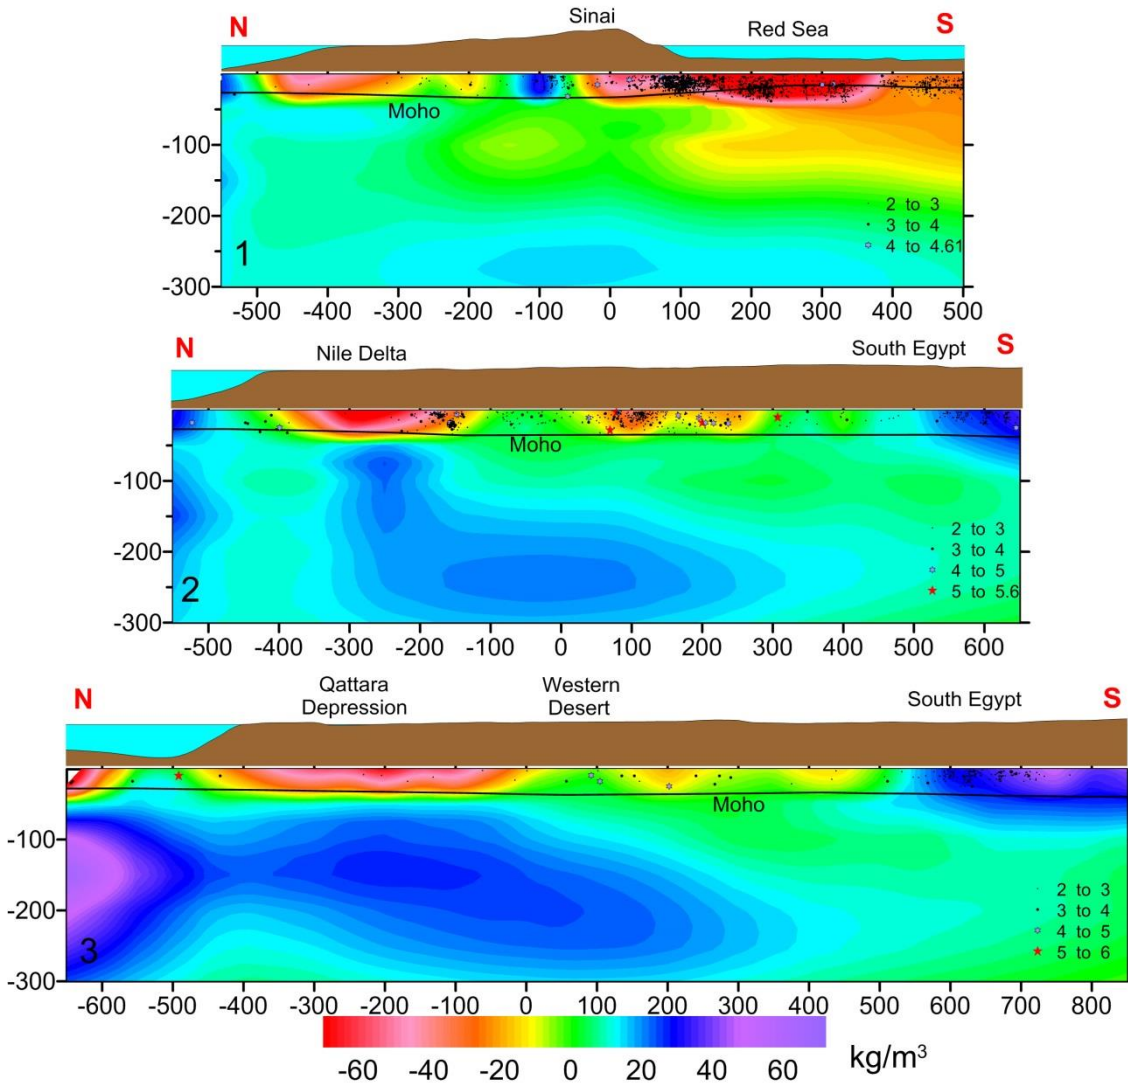 Sinai
N Red Sea S
Moho
-100
-200
-300
1
2 to 3
3 to 4
4 to 4.61
-500 -400 -300 -200 -100 0 100 200 300 400 500
N Nile Delta South Egypt S
Moho
-100
-200
-300
2
2 to 3
3 to 4
4 to 5
5 to 5.6
-500 -400 -300 -200 -100 0 100 200 300 400 500 600
N Qattara Western S
Depression Desert South Egypt
Moho
-100
-200
-300
3
2 to 3
3 to 4
4 to 5
5 to 6
-600 -500 -400 -300 -200 -100 0 100 200 300 400 500 600 700 800
-60 -40 -20 0 20 40 60 kg/m³